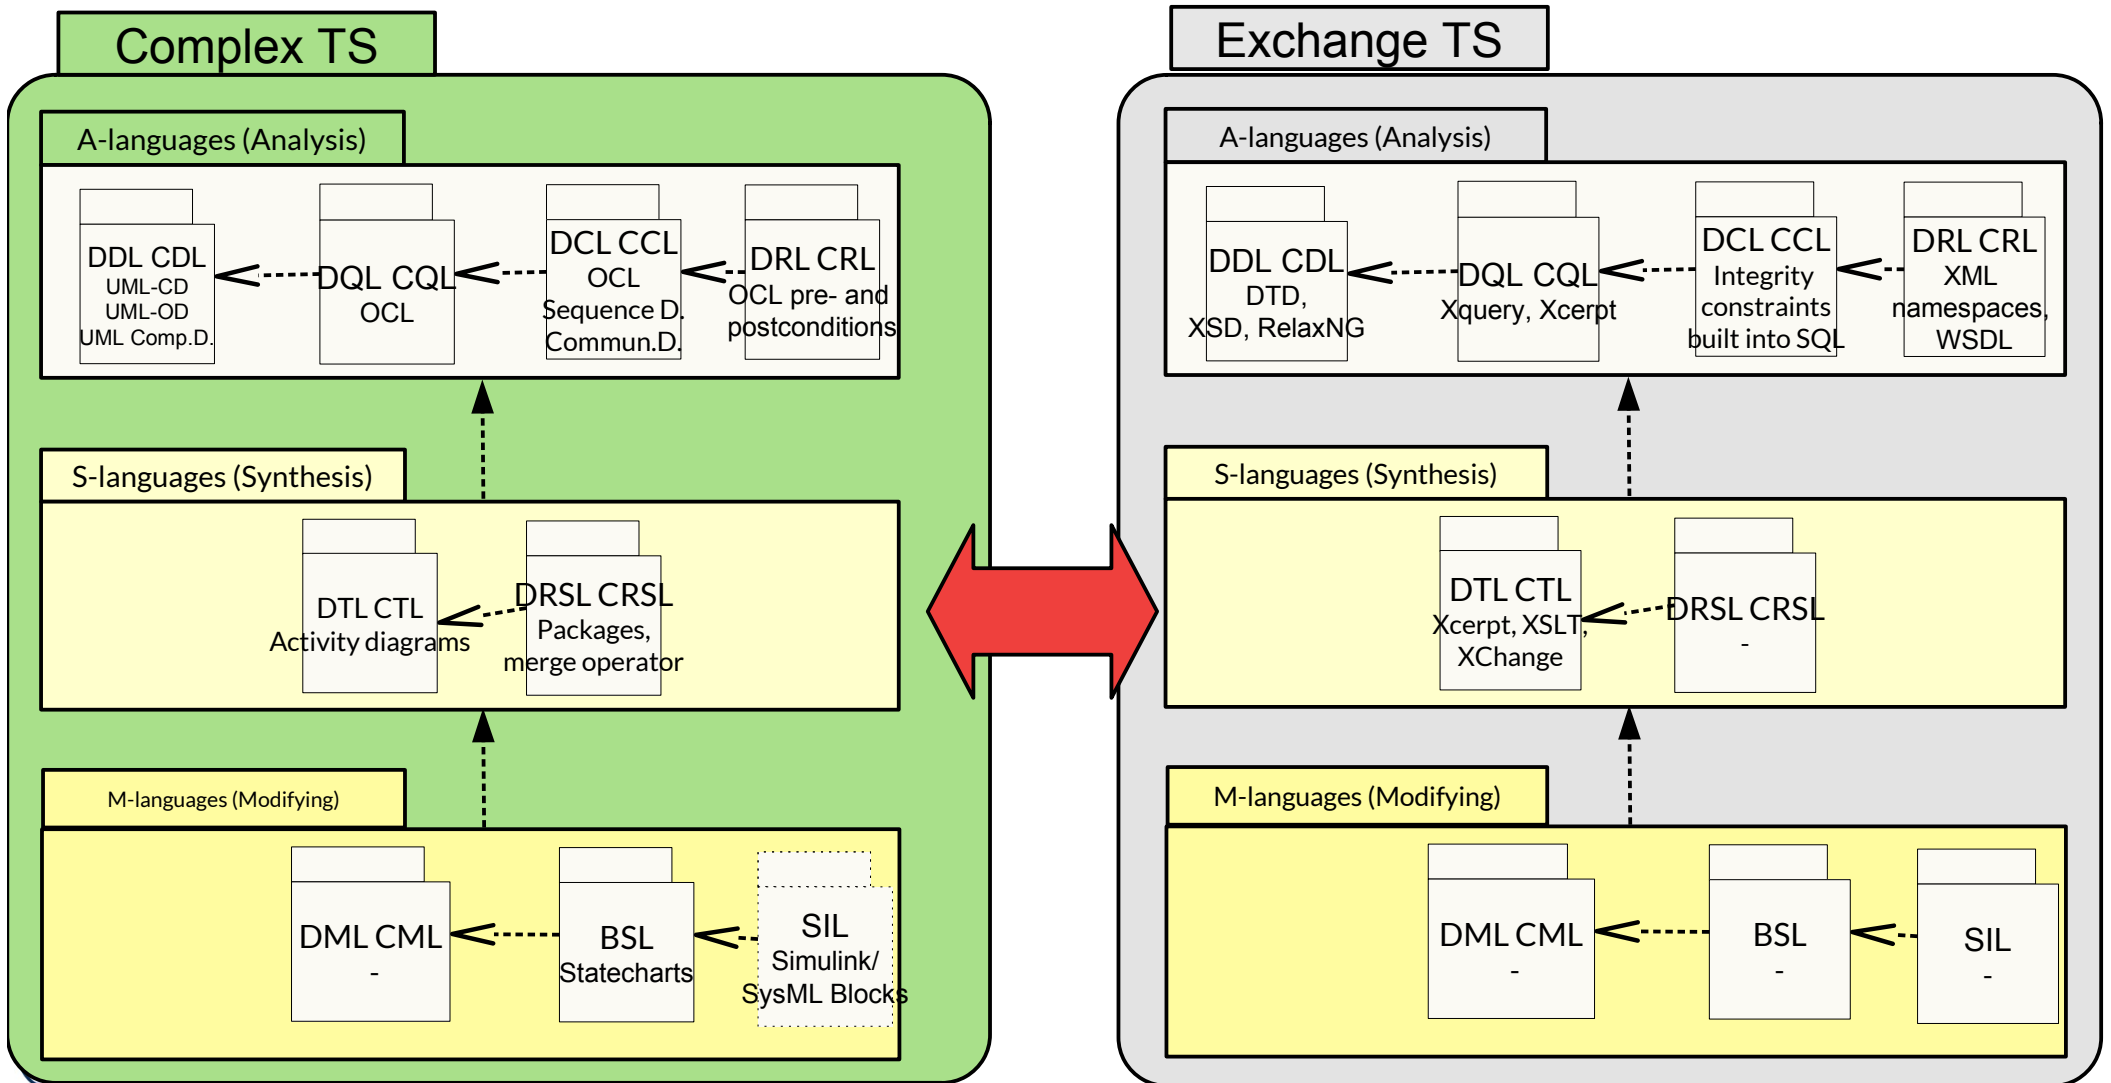 Complex TS
A-languages (Analysis)
DDL CDL
UML-CD
UML-OD
UML Comp.D.
DQL CQL
OCL
DCL CCL
OCL
Sequence D.
Commun.D.
DRL CRL
OCL pre- and
postconditions
S-languages (Synthesis)
DTL CTL
Activity diagrams
DRSL CRSL
Packages,
merge operator
M-languages (Modifying)
DML CML
-
BSL
Statecharts
SIL
Simulink/
SysML Blocks
Exchange TS
A-languages (Analysis)
DDL CDL
DTD,
XSD, RelaxNG
DQL CQL
Xquery, Xcerpt
DCL CCL
Integrity
constraints
built into SQL
DRL CRL
XML
namespaces,
WSDL
S-languages (Synthesis)
DTL CTL
Xcerpt, XSLT,
XChange
DRSL CRSL
-
M-languages (Modifying)
DML CML
-
BSL
-
SIL
-